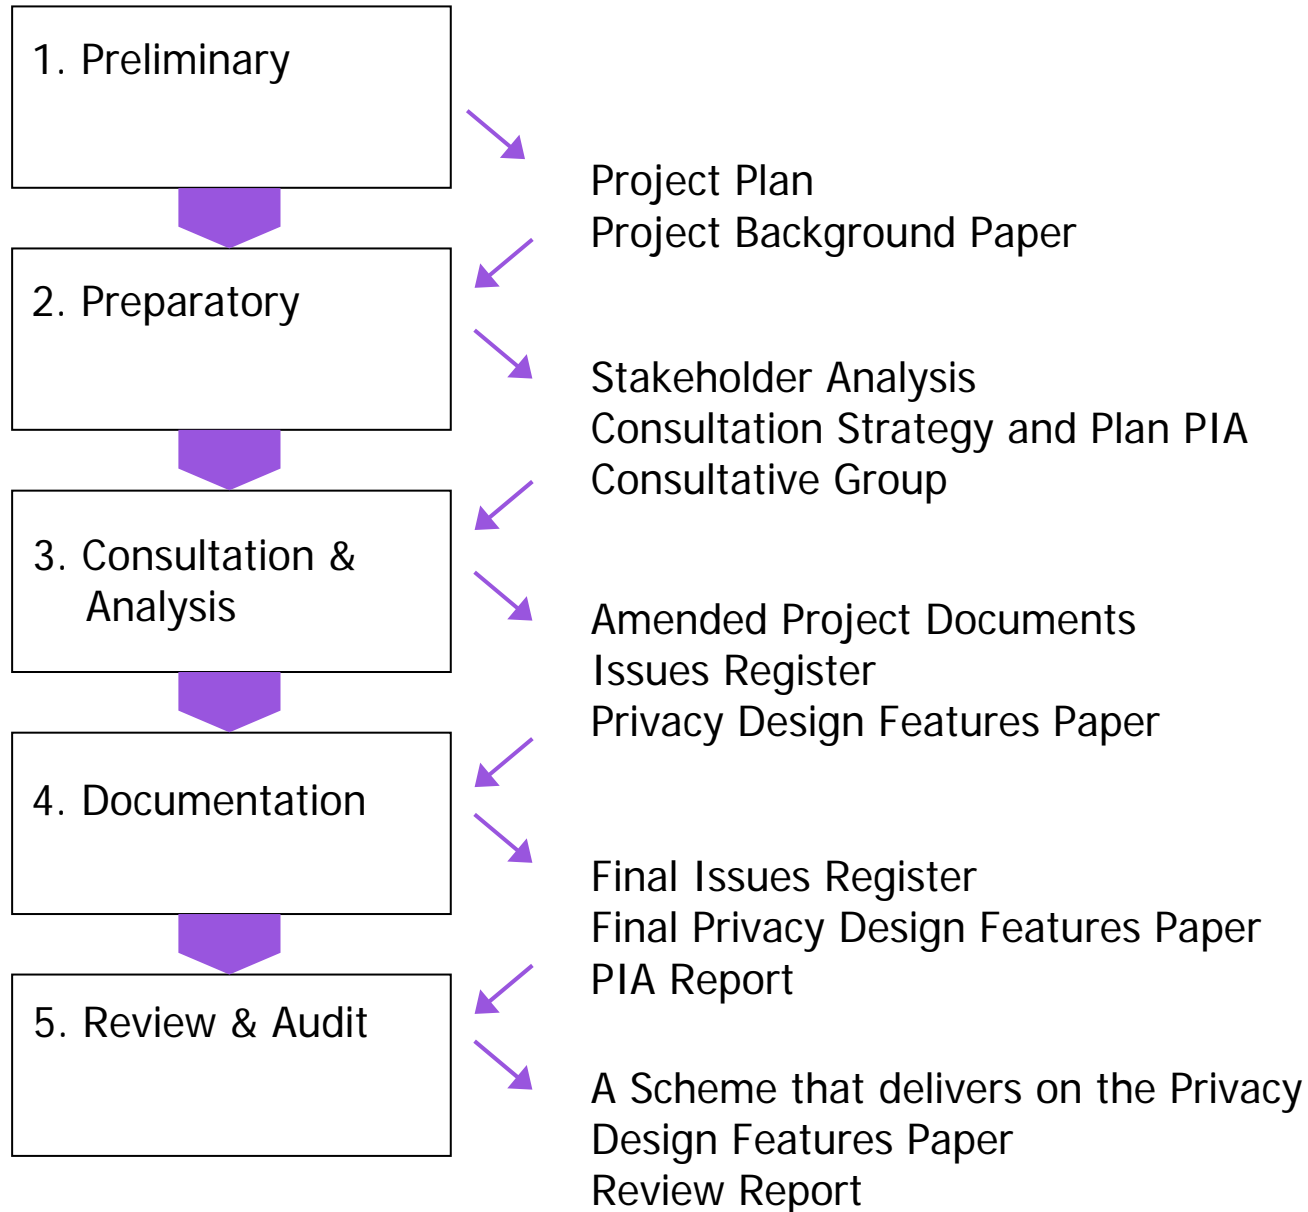 1. Preliminary
Project Plan
Project Background Paper
2. Preparatory
Stakeholder Analysis
Consultation Strategy and Plan PIA
Consultative Group
3. Consultation &
Analysis
Amended Project Documents
Issues Register
Privacy Design Features Paper
4. Documentation
Final Issues Register
Final Privacy Design Features Paper
PIA Report
5. Review & Audit
A Scheme that delivers on the Privacy
Design Features Paper
Review Report